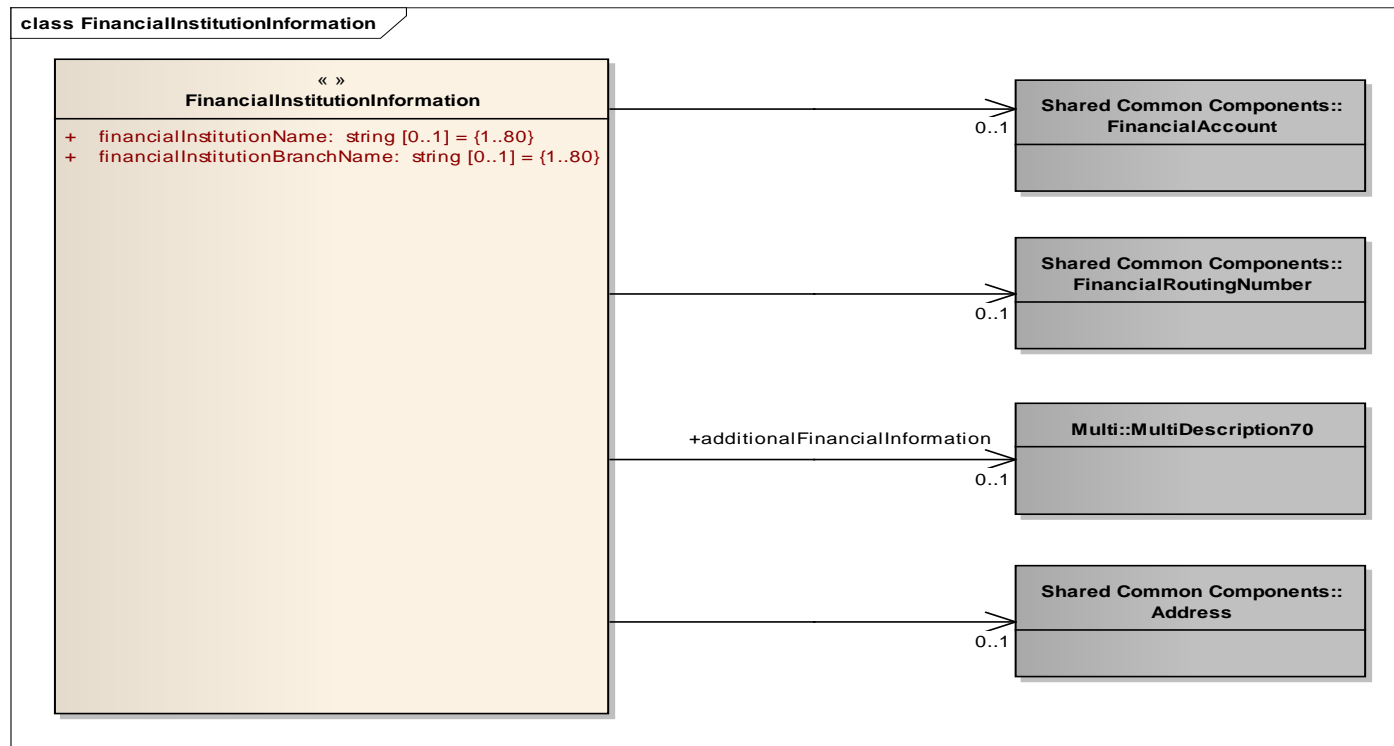 class FinancialInstitutionInformation
« »
FinancialInstitutionInformation
+ financialInstitutionName: string [0..1] = {1..80}
+ financialInstitutionBranchName: string [0..1] = {1..80}
Shared Common Components::
FinancialAccount
0..1
Shared Common Components::
FinancialRoutingNumber
0..1
+additionalFinancialInformation
Multi::MultiDescription70
0..1
Shared Common Components::
Address
0..1